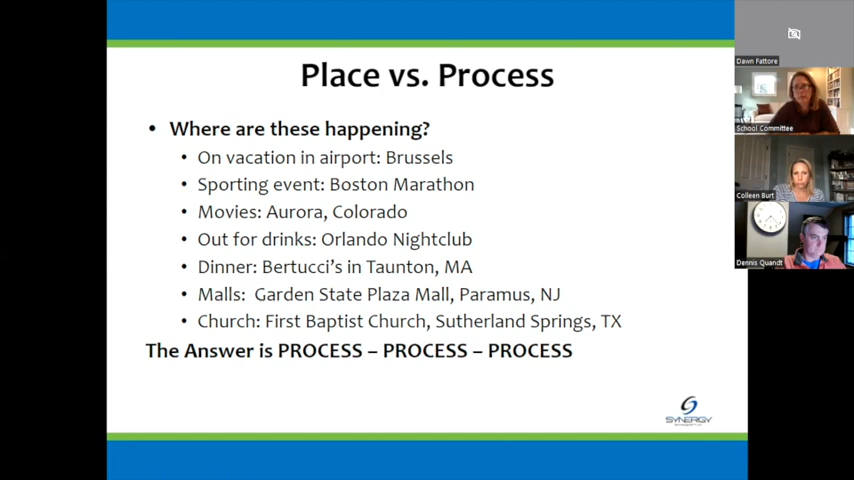 Place vs. Process
• Where are these happening?
• On vacation in airport: Brussels
• Sporting event: Boston Marathon
• Movies: Aurora, Colorado
• Out for drinks: Orlando Nightclub
• Dinner: Bertucci's in Taunton, MA
• Malls: Garden State Plaza Mall, Paramus, NJ
• Church: First Baptist Church, Sutherland Springs, TX
The Answer is PROCESS – PROCESS – PROCESS
SYNERGY
Dawn Fattore
School Committee
Colleen Burt
Dennis Quandt